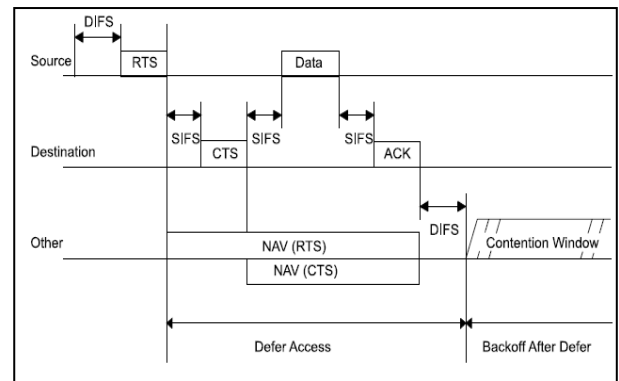 DIFS
Source
RTS
Data
SIFS
SIFS
SIFS
Destination
CTS
ACK
DIFS
Other
NAV (RTS)
Contention Window
NAV (CTS)
Defer Access
Backoff After Defer